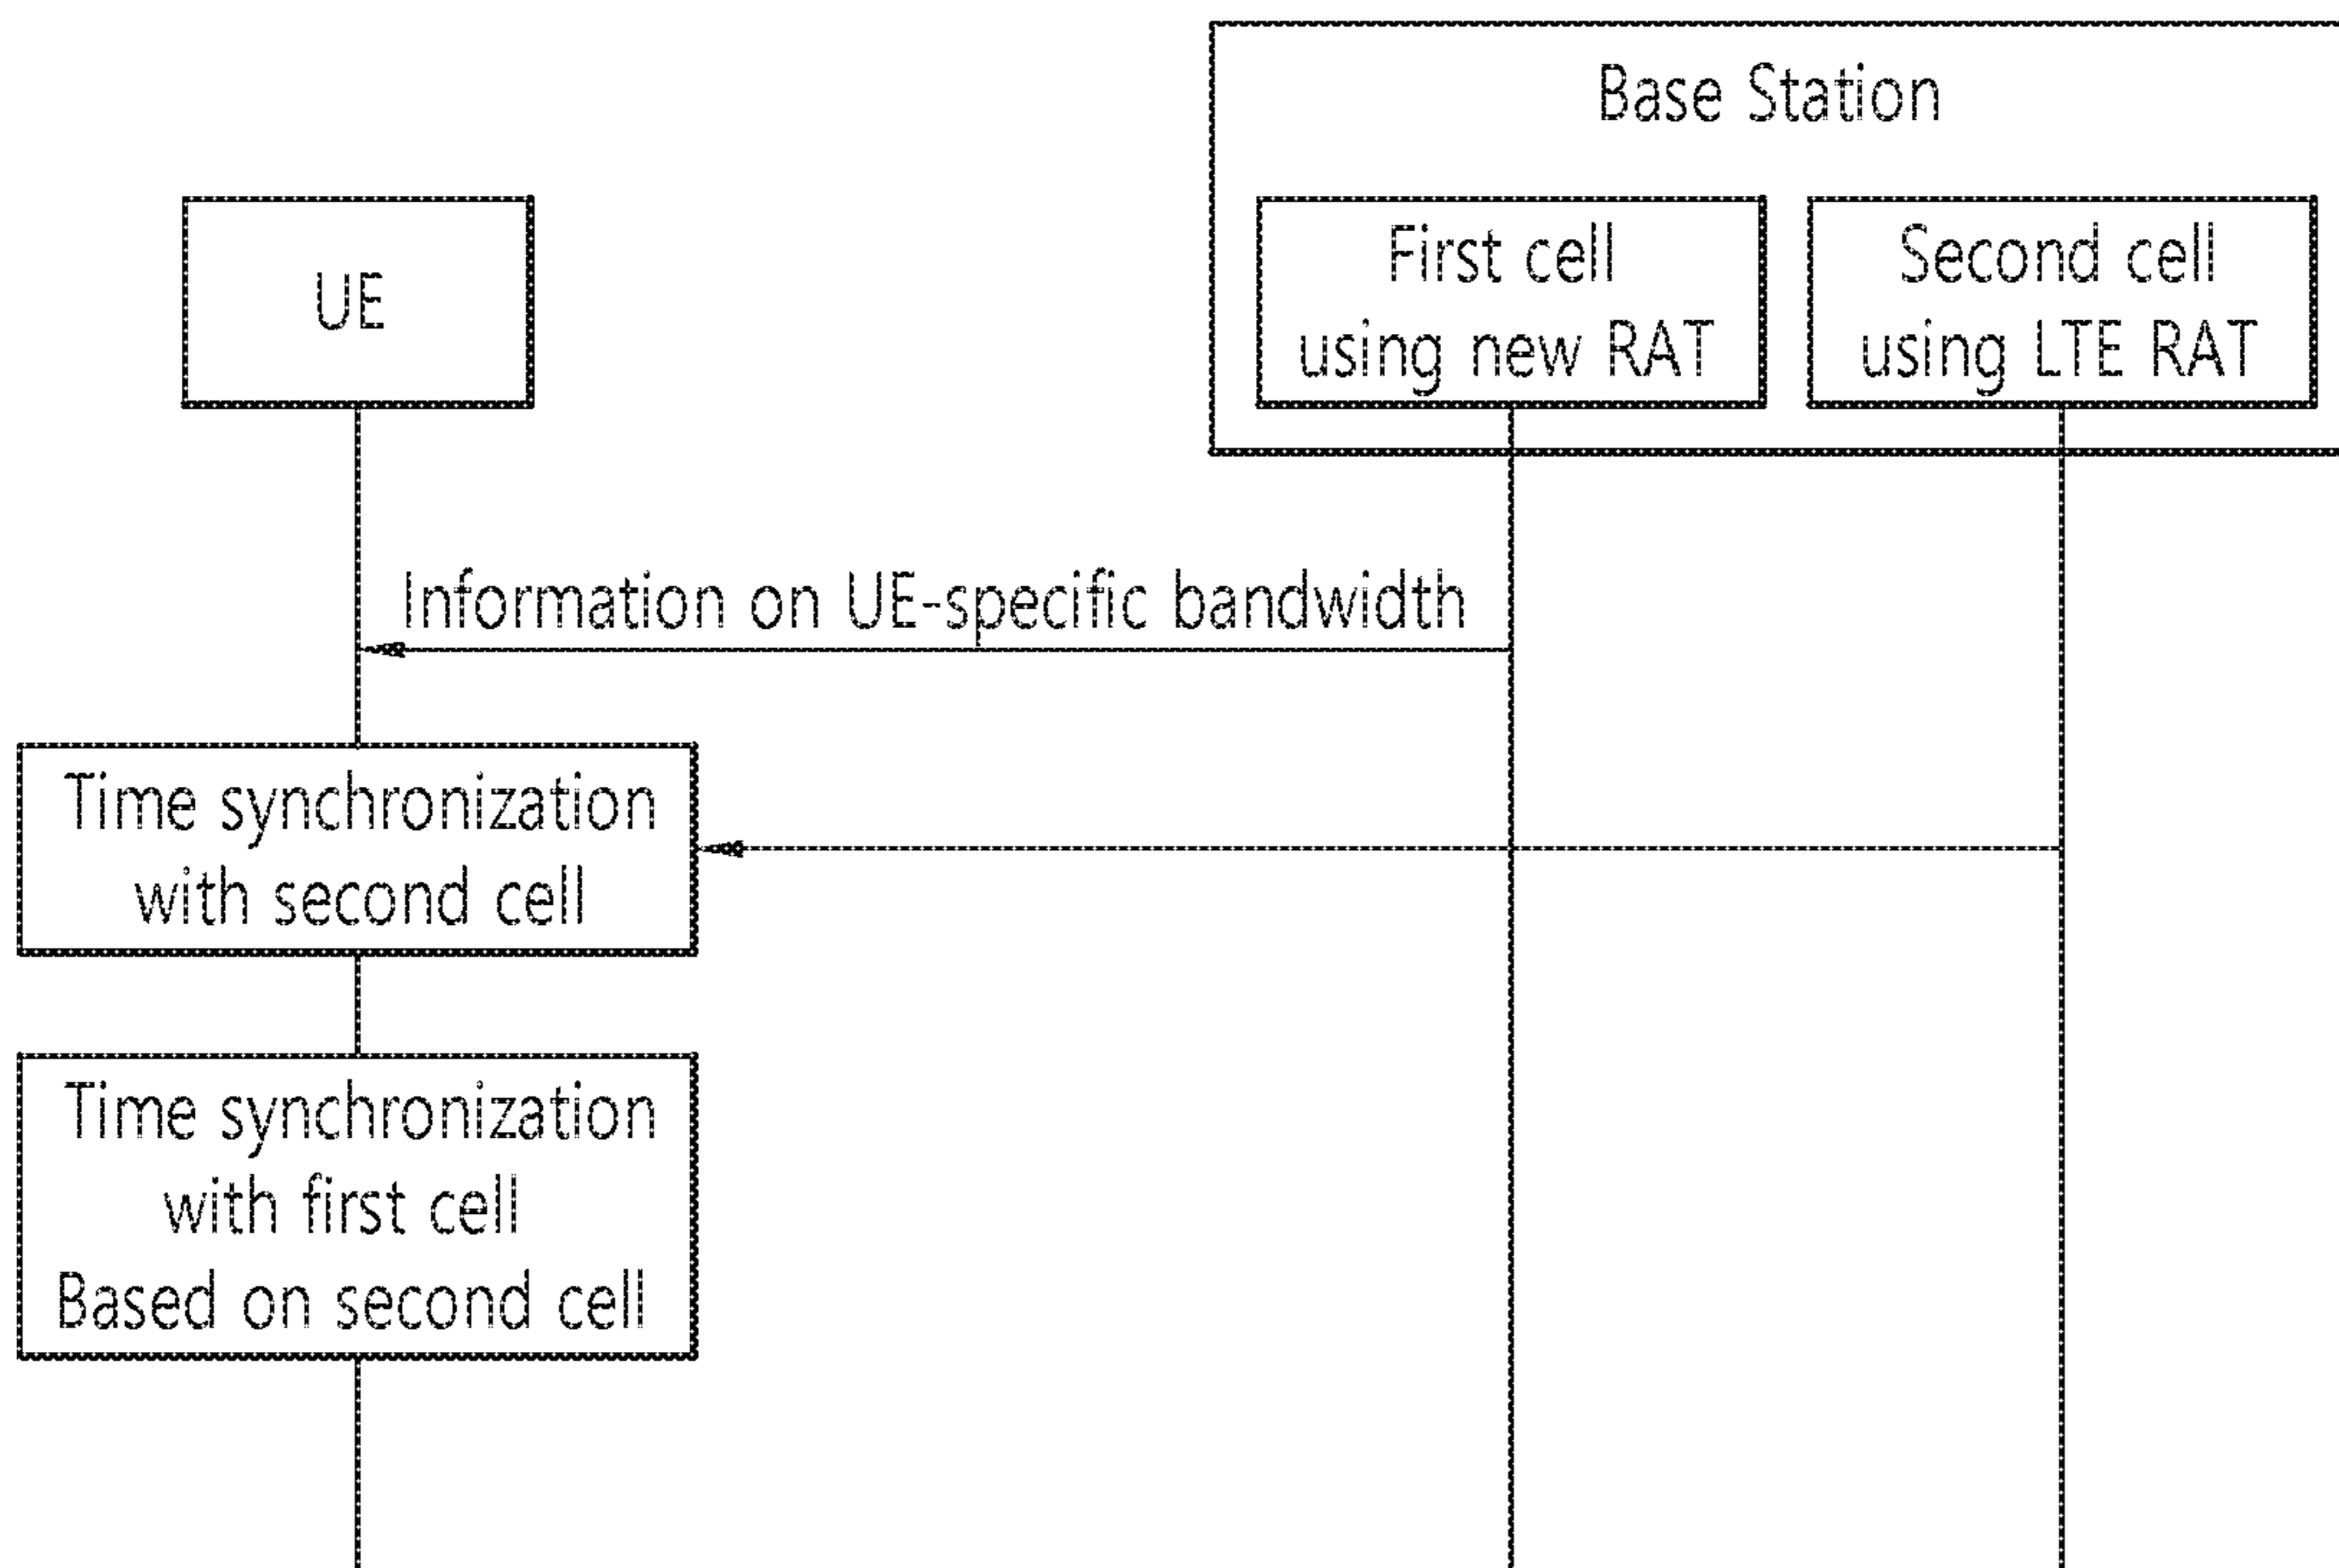 Base Station
UE
First cell
using new RAT
Second cell
using LTE RAT
Information on UE-specific bandwidth
Time synchronization
with second cell
Time synchronization
with first cell
Based on second cell